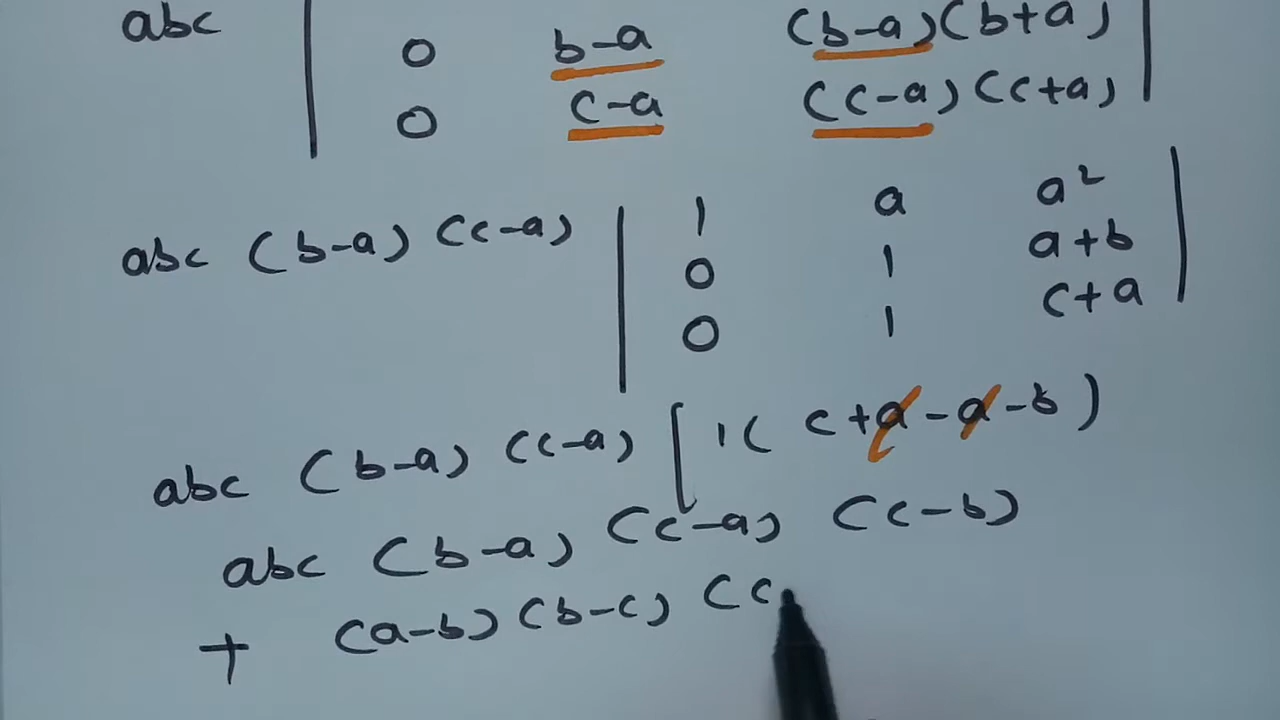 abc | 0 b-a (b-a)(b+a) |
0 c-a (c-a)(c+a)
abc (b-a) (c-a) | 1 a a² |
0 1 a+b
0 1 c+a
abc (b-a) (c-a) [ 1( c+a-a-b)
abc (b-a) (c-a) (c-b)
+ (a-b) (b-c) (c